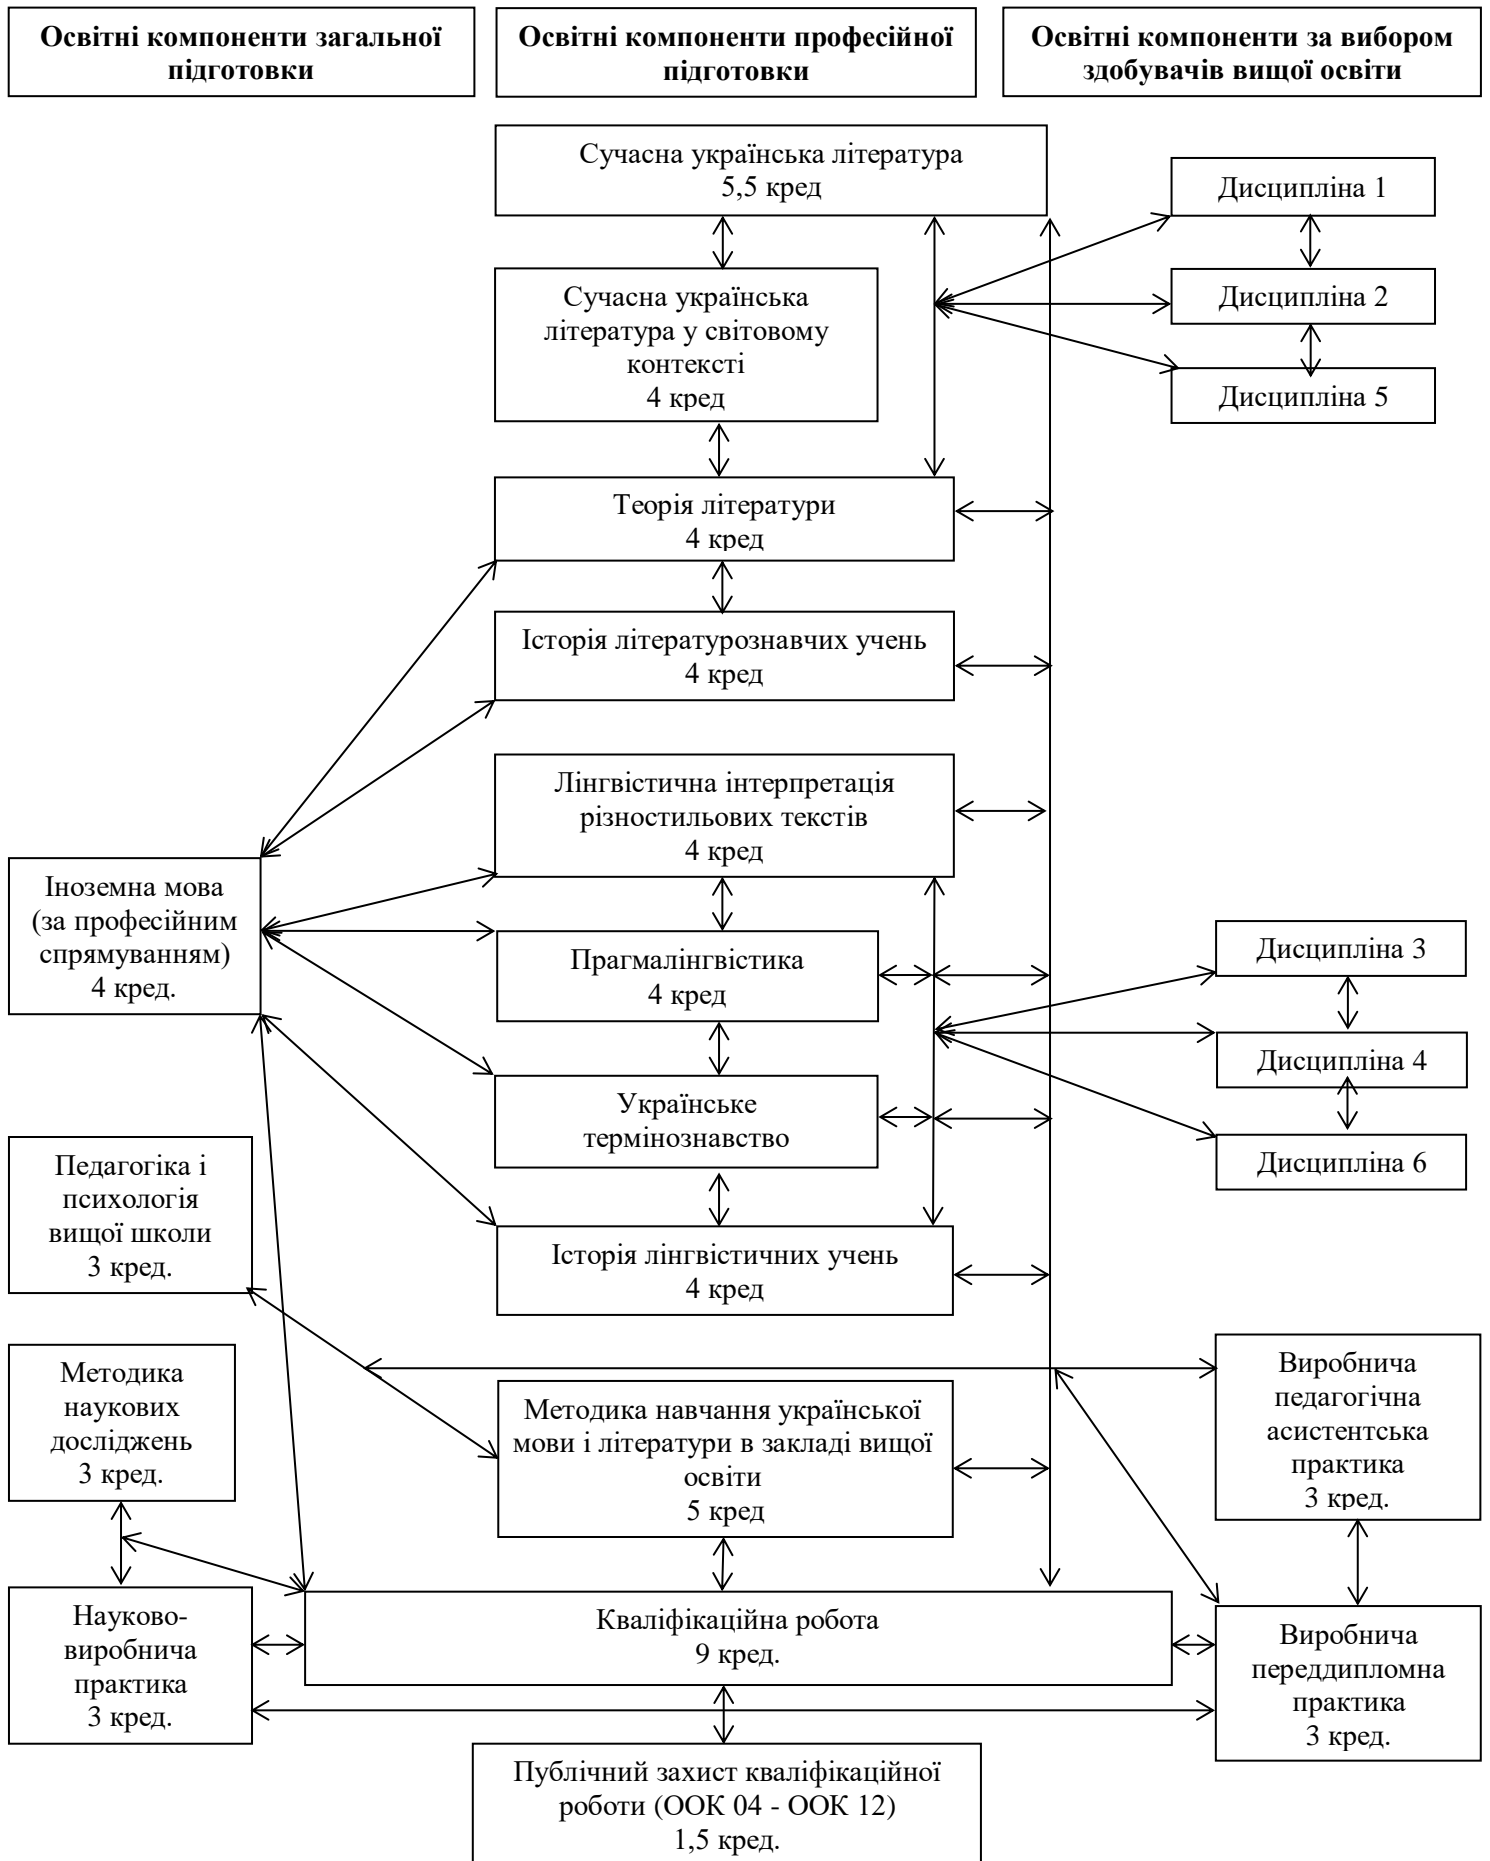 Освітні компоненти загальної
підготовки
Освітні компоненти професійної
підготовки
Освітні компоненти за вибором
здобувачів вищої освіти
Сучасна українська література
5,5 кред
Дисципліна 1
Сучасна українська
література у світовому
контексті
4 кред
Дисципліна 2
Дисципліна 5
Теорія літератури
4 кред
Історія літературознавчих учень
4 кред
Лінгвістична інтерпретація
різностильових текстів
4 кред
Іноземна мова
(за професійним
спрямуванням)
4 кред.
Прагмалінгвістика
4 кред
Дисципліна 3
Дисципліна 4
Українське
термінознавство
Дисципліна 6
Педагогіка і
психологія
вищої школи
3 кред.
Історія лінгвістичних учень
4 кред
Методика
наукових
досліджень
3 кред.
Методика навчання української
мови і літератури в закладі вищої
освіти
5 кред
Виробнича
педагогічна
асистентська
практика
3 кред.
Науково-
виробнича
практика
3 кред.
Кваліфікаційна робота
9 кред.
Виробнича
переддипломна
практика
3 кред.
Публічний захист кваліфікаційної
роботи (ООК 04 - ООК 12)
1,5 кред.